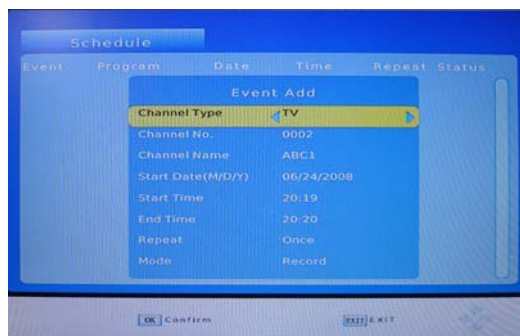 Schedule
Event Program Date Time Repeat Status
Event Add
Channel Type TV
Channel No. 0002
Channel Name ABC1
Start Date(M/D/Y) 06/24/2008
Start Time 20:19
End Time 20:20
Repeat Once
Mode Record
OK Confirm EXIT EXIT